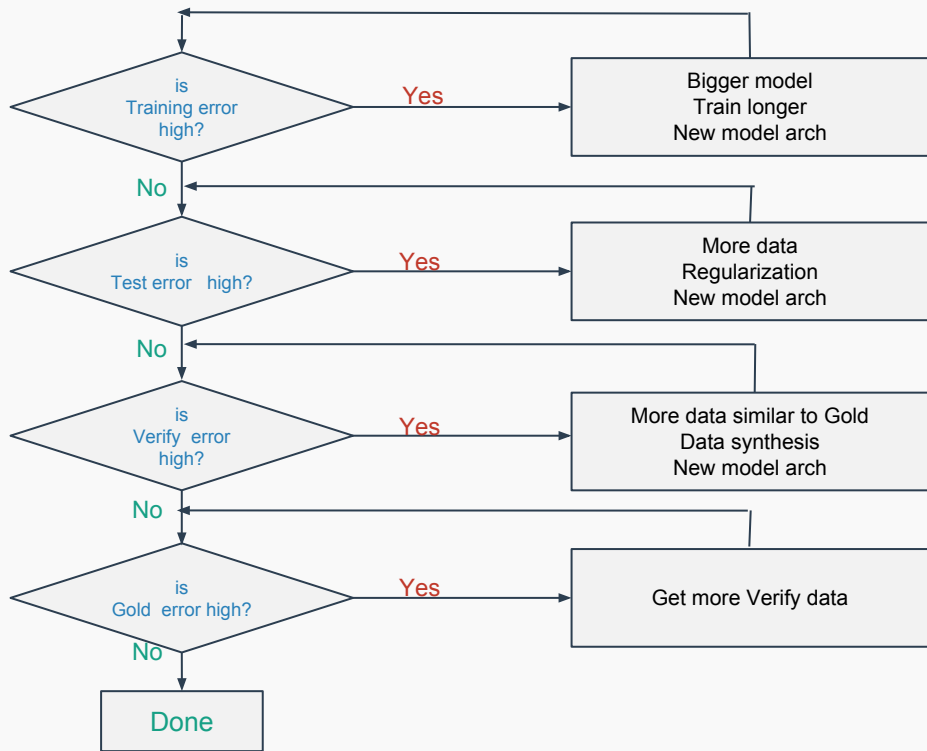 is
Training error
high?
Yes
Bigger model
Train longer
New model arch
No
is
Test error high?
Yes
More data
Regularization
New model arch
No
is
Verify error
high?
Yes
More data similar to Gold
Data synthesis
New model arch
No
is
Gold error high?
Yes
Get more Verify data
No
Done